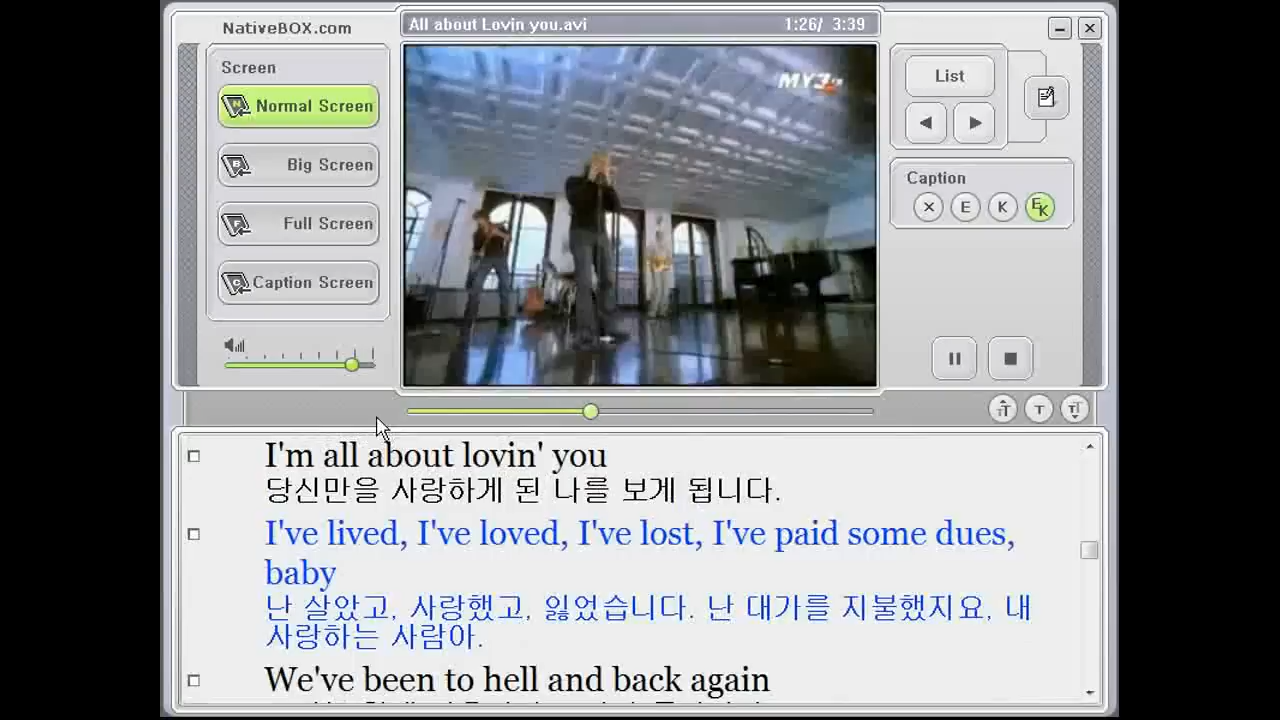 NativeBOX.com
All about Lovin you.avi 1:26/ 3:39
Screen
Normal Screen
Big Screen
Full Screen
Caption Screen
MY3
List
Caption
X E K EK
T T T
I'm all about lovin' you
당신만을 사랑하게 된 나를 보게 됩니다.
I've lived, I've loved, I've lost, I've paid some dues,
baby
난 살았고, 사랑했고, 잃었습니다. 난 대가를 지불했지요, 내
사랑하는 사람아.
We've been to hell and back again